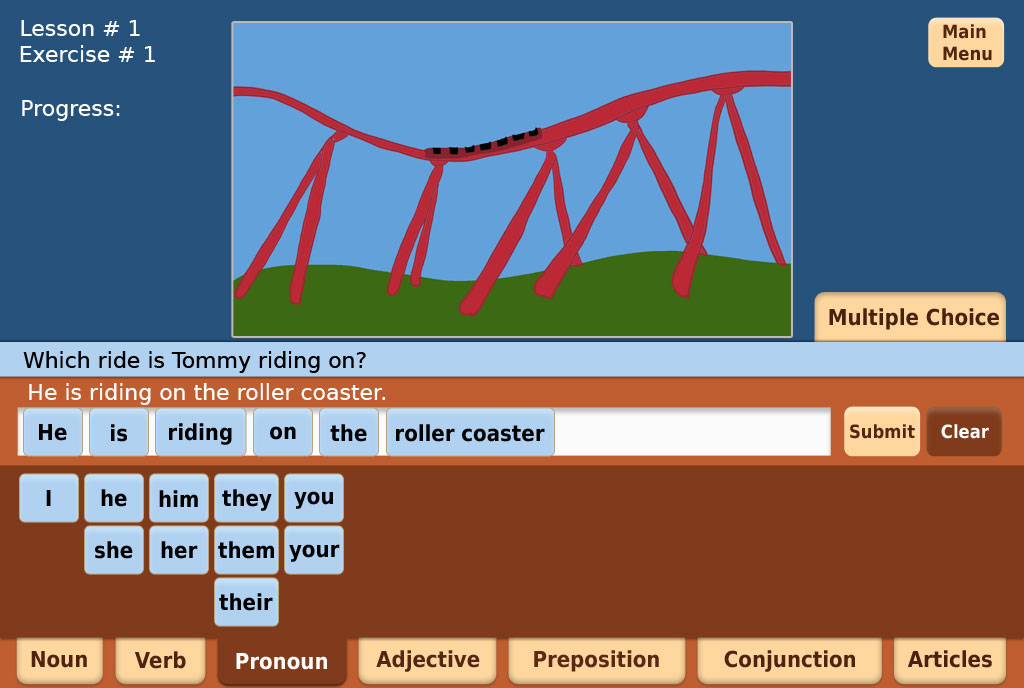 Lesson # 1
Exercise # 1
Progress:
Main
Menu
Multiple Choice
Which ride is Tommy riding on?
He is riding on the roller coaster.
He is riding on the roller coaster
Submit Clear
I he him they you
she her them your
their
Noun Verb Pronoun Adjective Preposition Conjunction Articles